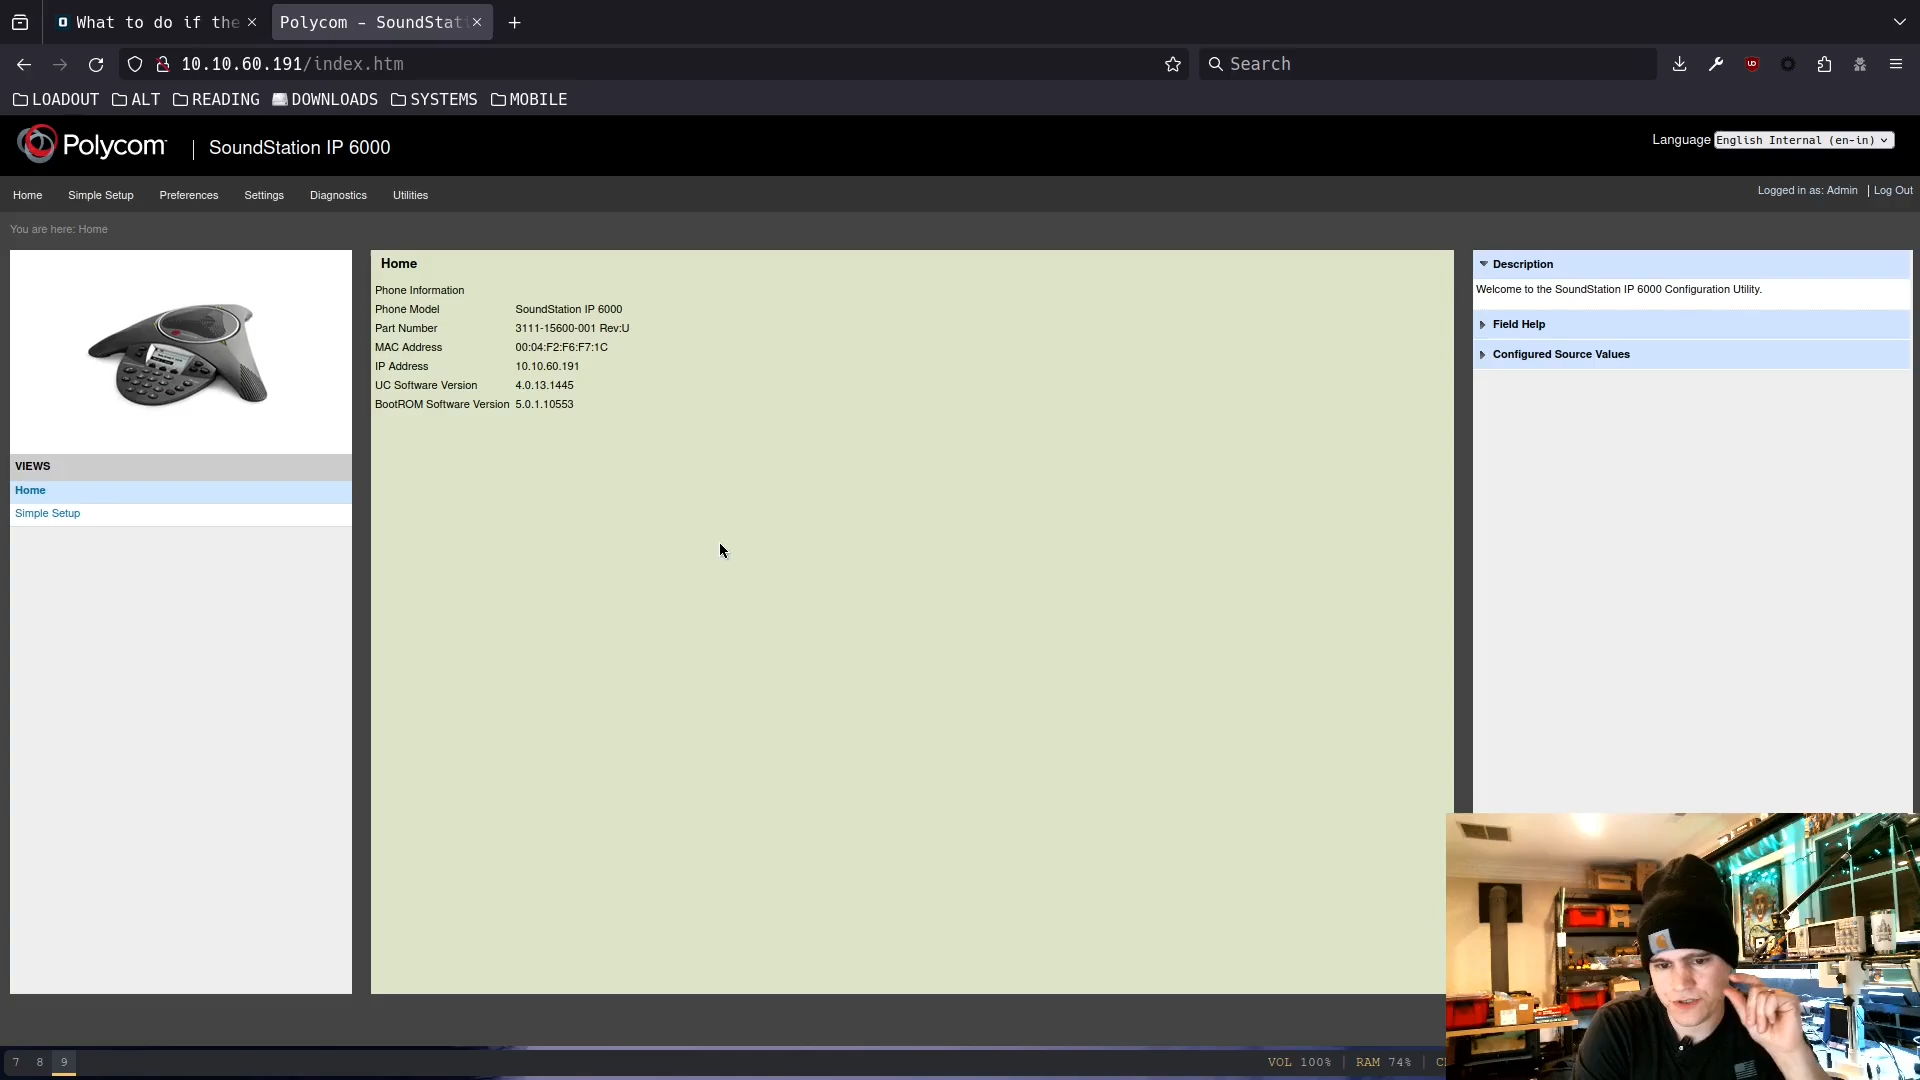 What to do if the
Polycom - SoundStat
10.10.60.191/index.htm
Search
LOADOUT
ALT
READING
DOWNLOADS
SYSTEMS
MOBILE
Polycom
SoundStation IP 6000
Language
English Internal (en-in)
Home
Simple Setup
Preferences
Settings
Diagnostics
Utilities
Logged in as: Admin | Log Out
You are here: Home
VIEWS
Home
Simple Setup
Home
Phone Information
Phone Model SoundStation IP 6000
Part Number 3111-15600-001 Rev:U
MAC Address 00:04:F2:F6:F7:1C
IP Address 10.10.60.191
UC Software Version 4.0.13.1445
BootROM Software Version 5.0.1.10553
Description
Welcome to the SoundStation IP 6000 Configuration Utility.
Field Help
Configured Source Values
7 8 9
VOL 100% | RAM 74% |